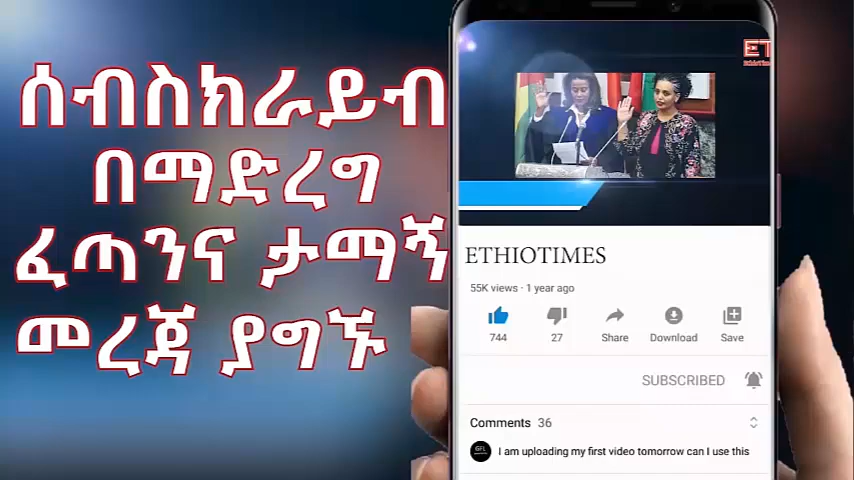 ሰብስክራይብ
በማድረግ
ፈጣንና ታማኝ
መረጃ ያግኙ
ET
ETHIOTIMES
55K views · 1 year ago
744
27
Share
Download
Save
SUBSCRIBED
Comments 36
GFL
I am uploading my first video tomorrow can I use this